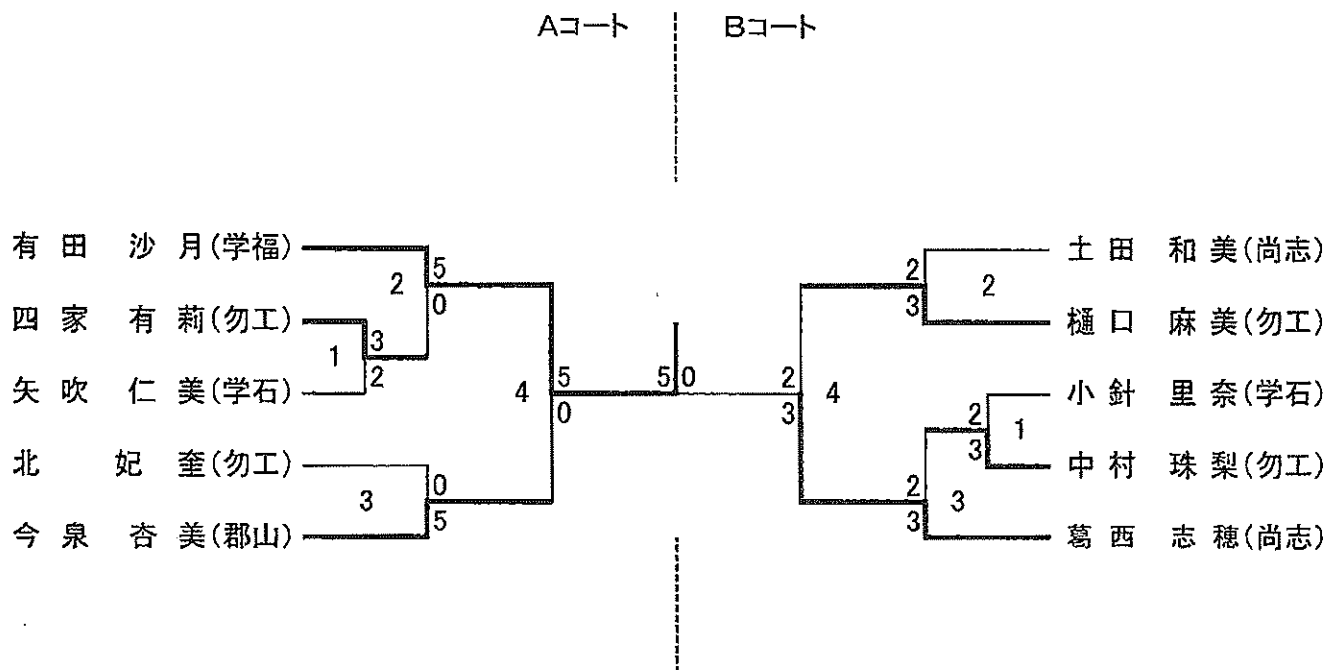 Aコート Bコート
有田 沙月(学福)
四家 有莉(勿工)
矢吹 仁美(学石)
北 妃奎(勿工)
今泉 杏美(郡山)
2
5
0
1
3
2
3
0
5
4
5
0
5 0
2
3
4
2
3
2
2
3
1
2
3
3
土田 和美(尚志)
樋口 麻美(勿工)
小針 里奈(学石)
中村 珠梨(勿工)
葛西 志穂(尚志)